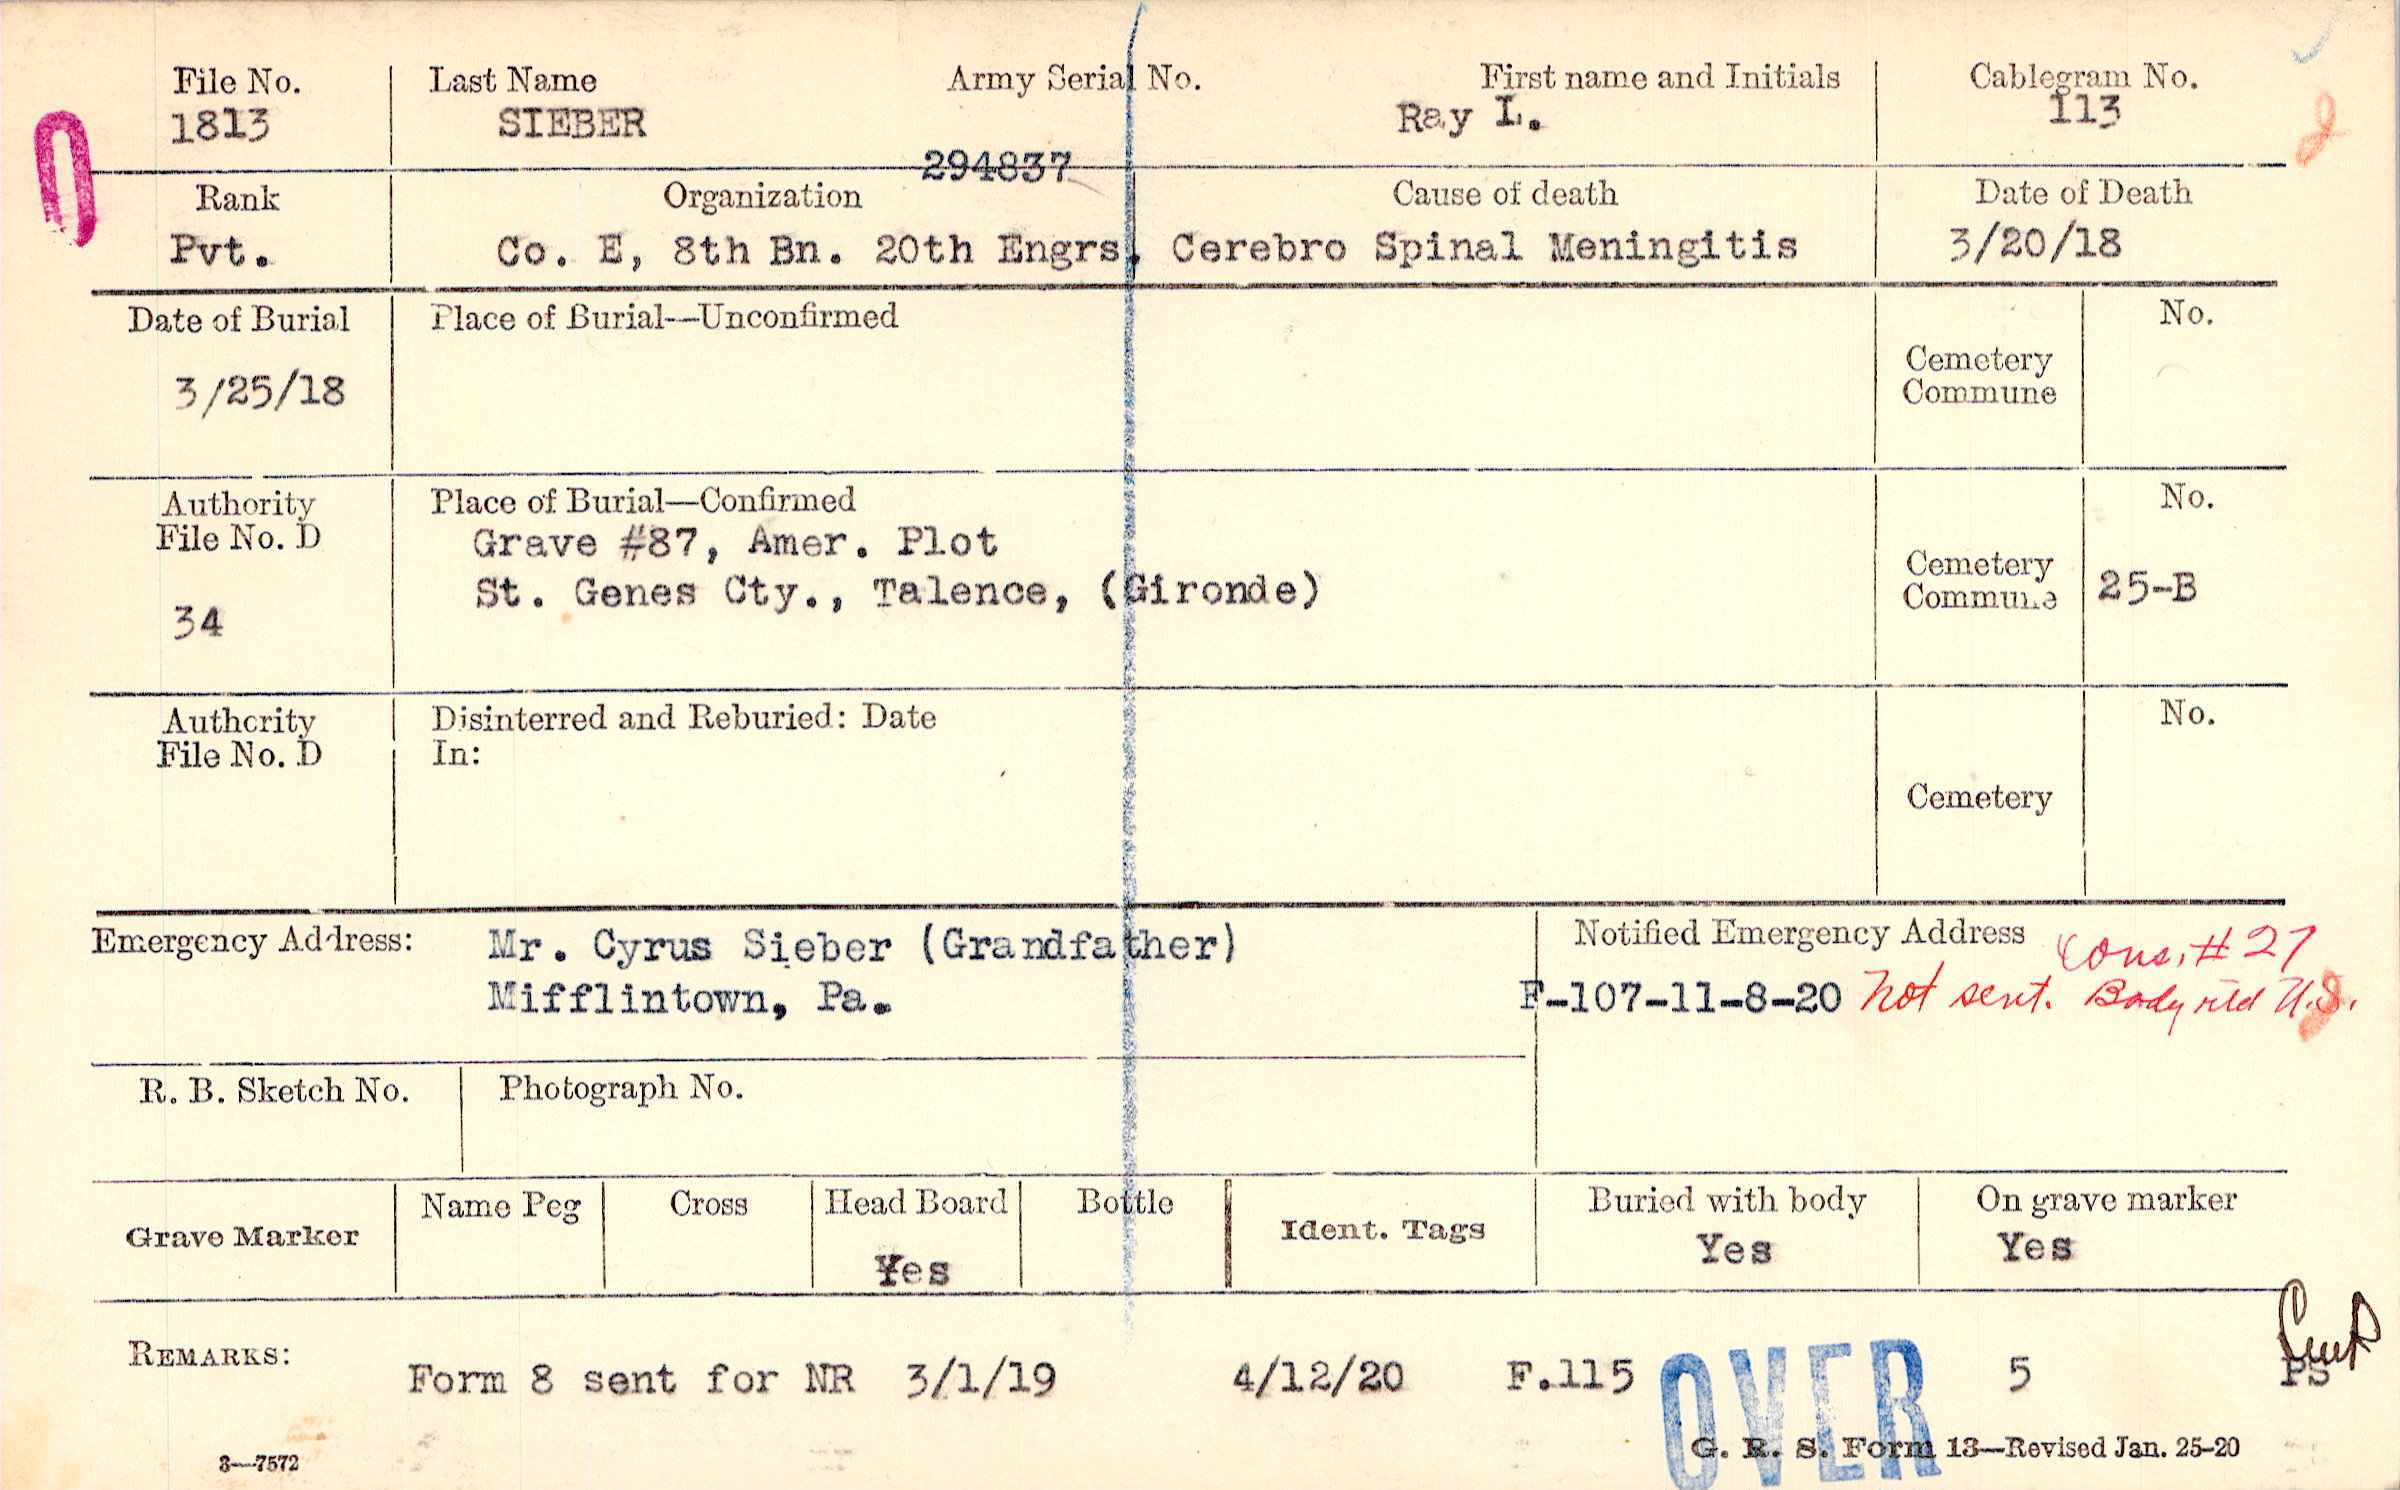 File No. Last Name Army Serial No. First name and Initials Cablegram No.
1813 SIEBER Ray L. 113
294837
Rank Organization Cause of death Date of Death
Pvt. Co. E, 8th Bn. 20th Engrs. Cerebro Spinal Meningitis 3/20/18
Date of Burial Place of Burial—Unconfirmed No.
3/25/18
Cemetery
Commune
Authority Place of Burial—Confirmed No.
File No. D Grave #87, Amer. Plot
34 St. Genes Cty., Talence, (Gironde)
Cemetery
Commune 25-B
Authority Disinterred and Reburied: Date No.
File No. D In:
Cemetery
Emergency Address: Mr. Cyrus Sieber (Grandfather)
Mifflintown, Pa.
Notified Emergency Address Cons. #27
F-107-11-8-20 Not sent. Body rtd U.S.
R. B. Sketch No. Photograph No.
Grave Marker Name Peg Cross Head Board Bottle Ident. Tags Buried with body On grave marker
Yes Yes Yes
REMARKS: Form 8 sent for NR 3/1/19 4/12/20 F.115 5 PS
OVER
3—7572 G. R. S. Form 13—Revised Jan. 25-20